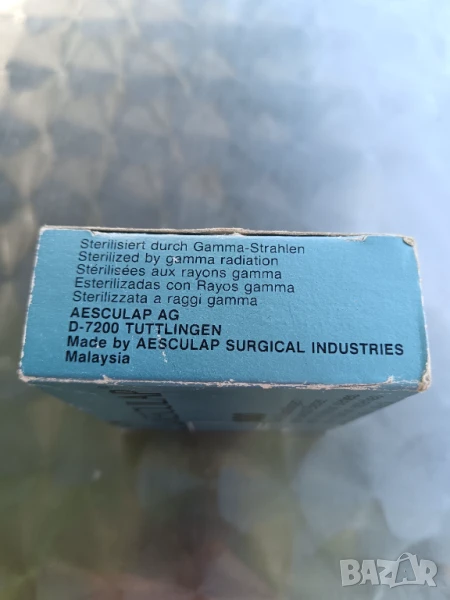 Sterilisiert durch Gamma-Strahlen
Sterilized by gamma radiation
Stérilisées aux rayons gamma
Esterilizadas con Rayos gamma
Sterilizzata a raggi gamma
AESCULAP AG
D-7200 TUTTLINGEN
Made by AESCULAP SURGICAL INDUSTRIES
Malaysia
BAZAR